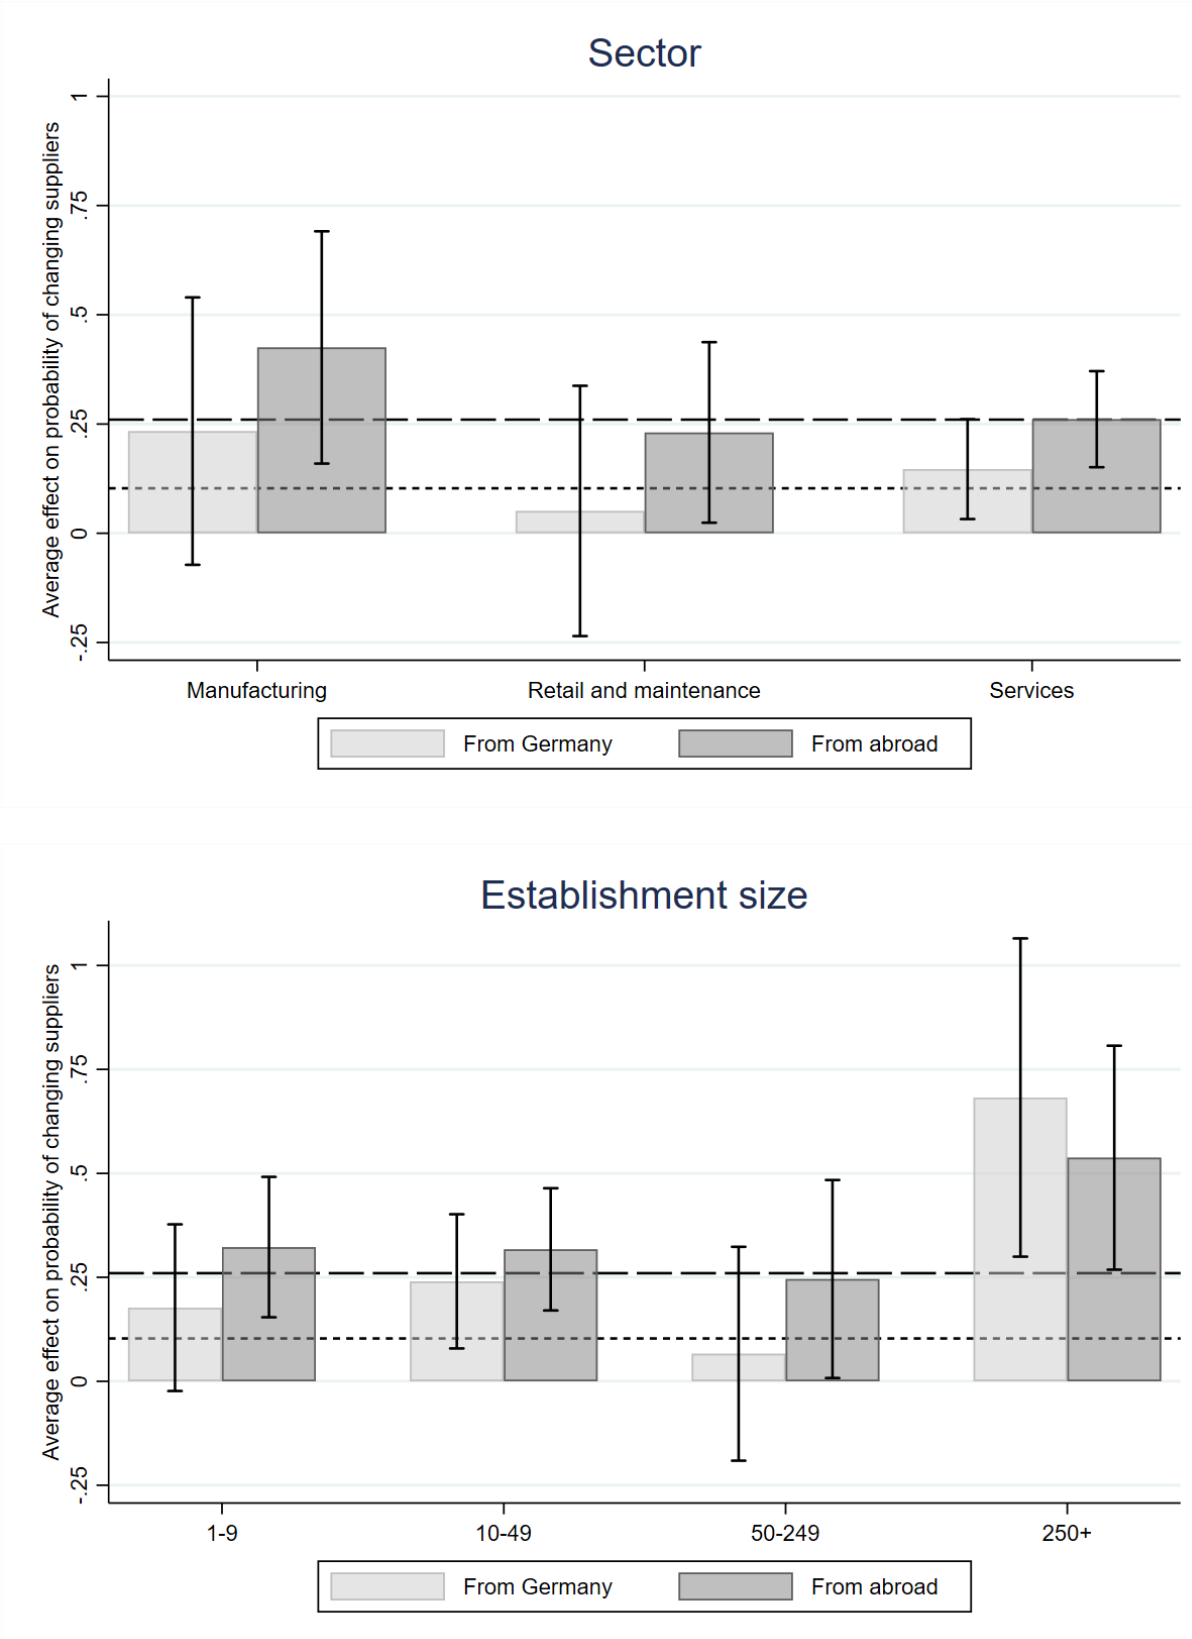 Sector
Average effect on probability of changing suppliers
1
.75
.5
.25
0
-.25
Manufacturing Retail and maintenance Services
From Germany From abroad
Establishment size
Average effect on probability of changing suppliers
1
.75
.5
.25
0
-.25
1-9 10-49 50-249 250+
From Germany From abroad